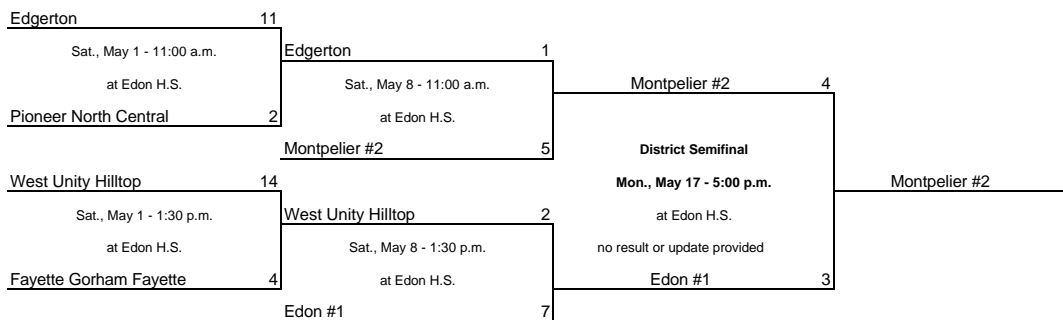 Edgerton 11
Sat., May 1 - 11:00 a.m.
at Edon H.S.
Pioneer North Central 2
Edgerton 1
Sat., May 8 - 11:00 a.m.
at Edon H.S.
Montpelier #2 5
West Unity Hilltop 14
Sat., May 1 - 1:30 p.m.
at Edon H.S.
Fayette Gorham Fayette 4
West Unity Hilltop 2
Sat., May 8 - 1:30 p.m.
at Edon H.S.
Edon #1 7
Montpelier #2 4
District Semifinal
Mon., May 17 - 5:00 p.m.
at Edon H.S.
no result or update provided
Edon #1 3
Montpelier #2